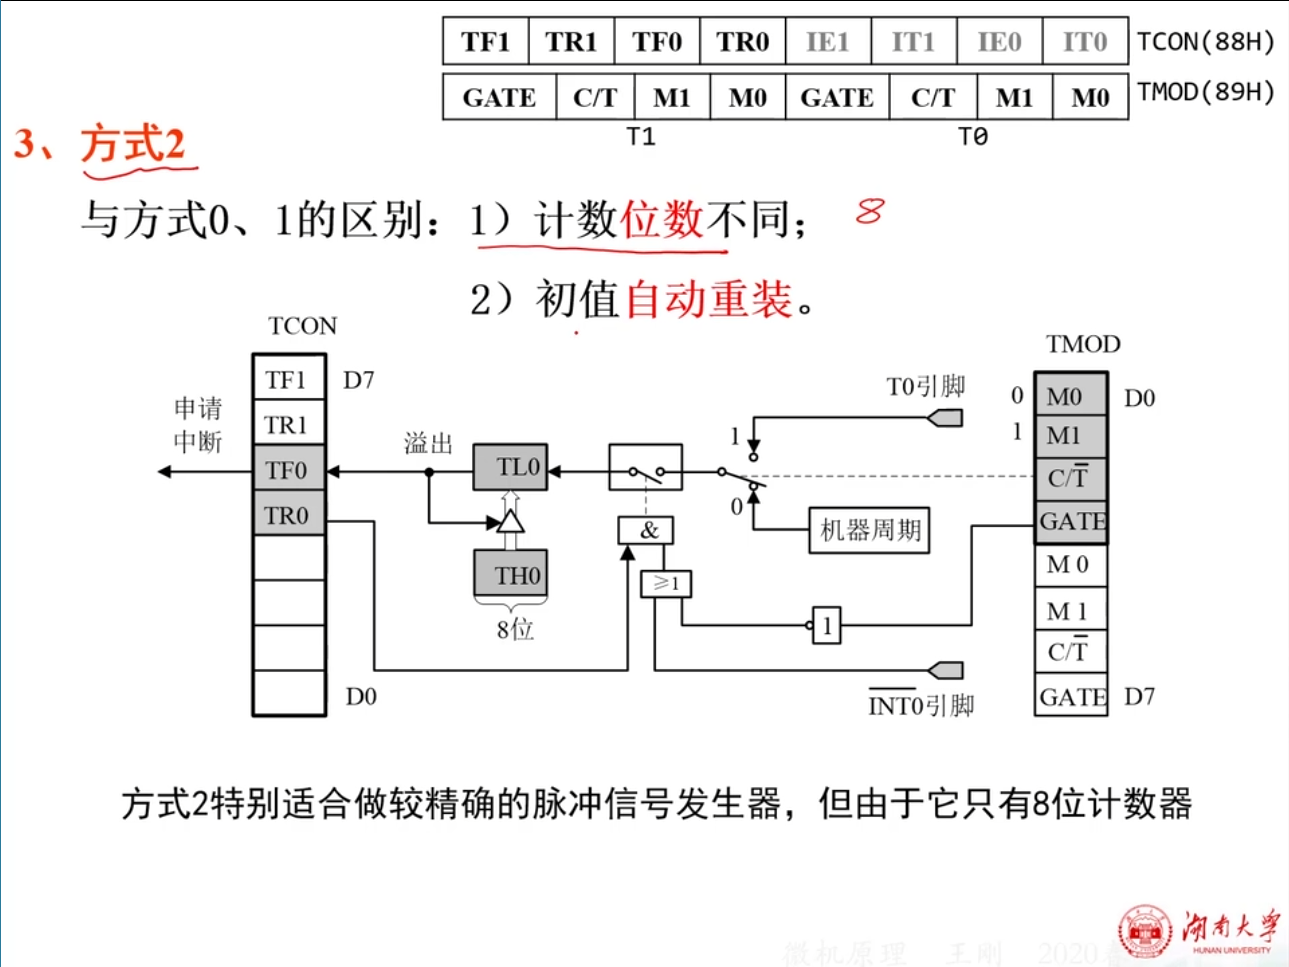 TF1 TR1 TF0 TR0 IE1 IT1 IE0 IT0 TCON(88H)
GATE C/T M1 M0 GATE C/T M1 M0 TMOD(89H)
T1 T0
3、方式2
与方式0、1的区别：1）计数位数不同； 8
2）初值自动重装。
TCON
TMOD
TF1 D7
TR1
TF0
TR0
D0
申请
中断
溢出
TL0
TH0
8位
&
≥1
1
1
0
机器周期
T0引脚
INT0引脚
0 M0 D0
1 M1
C/T̅
GATE
M 0
M 1
C/T̅
GATE D7
方式2特别适合做较精确的脉冲信号发生器，但由于它只有8位计数器
湖南大学
HUNAN UNIVERSITY
微机原理 王刚 2020